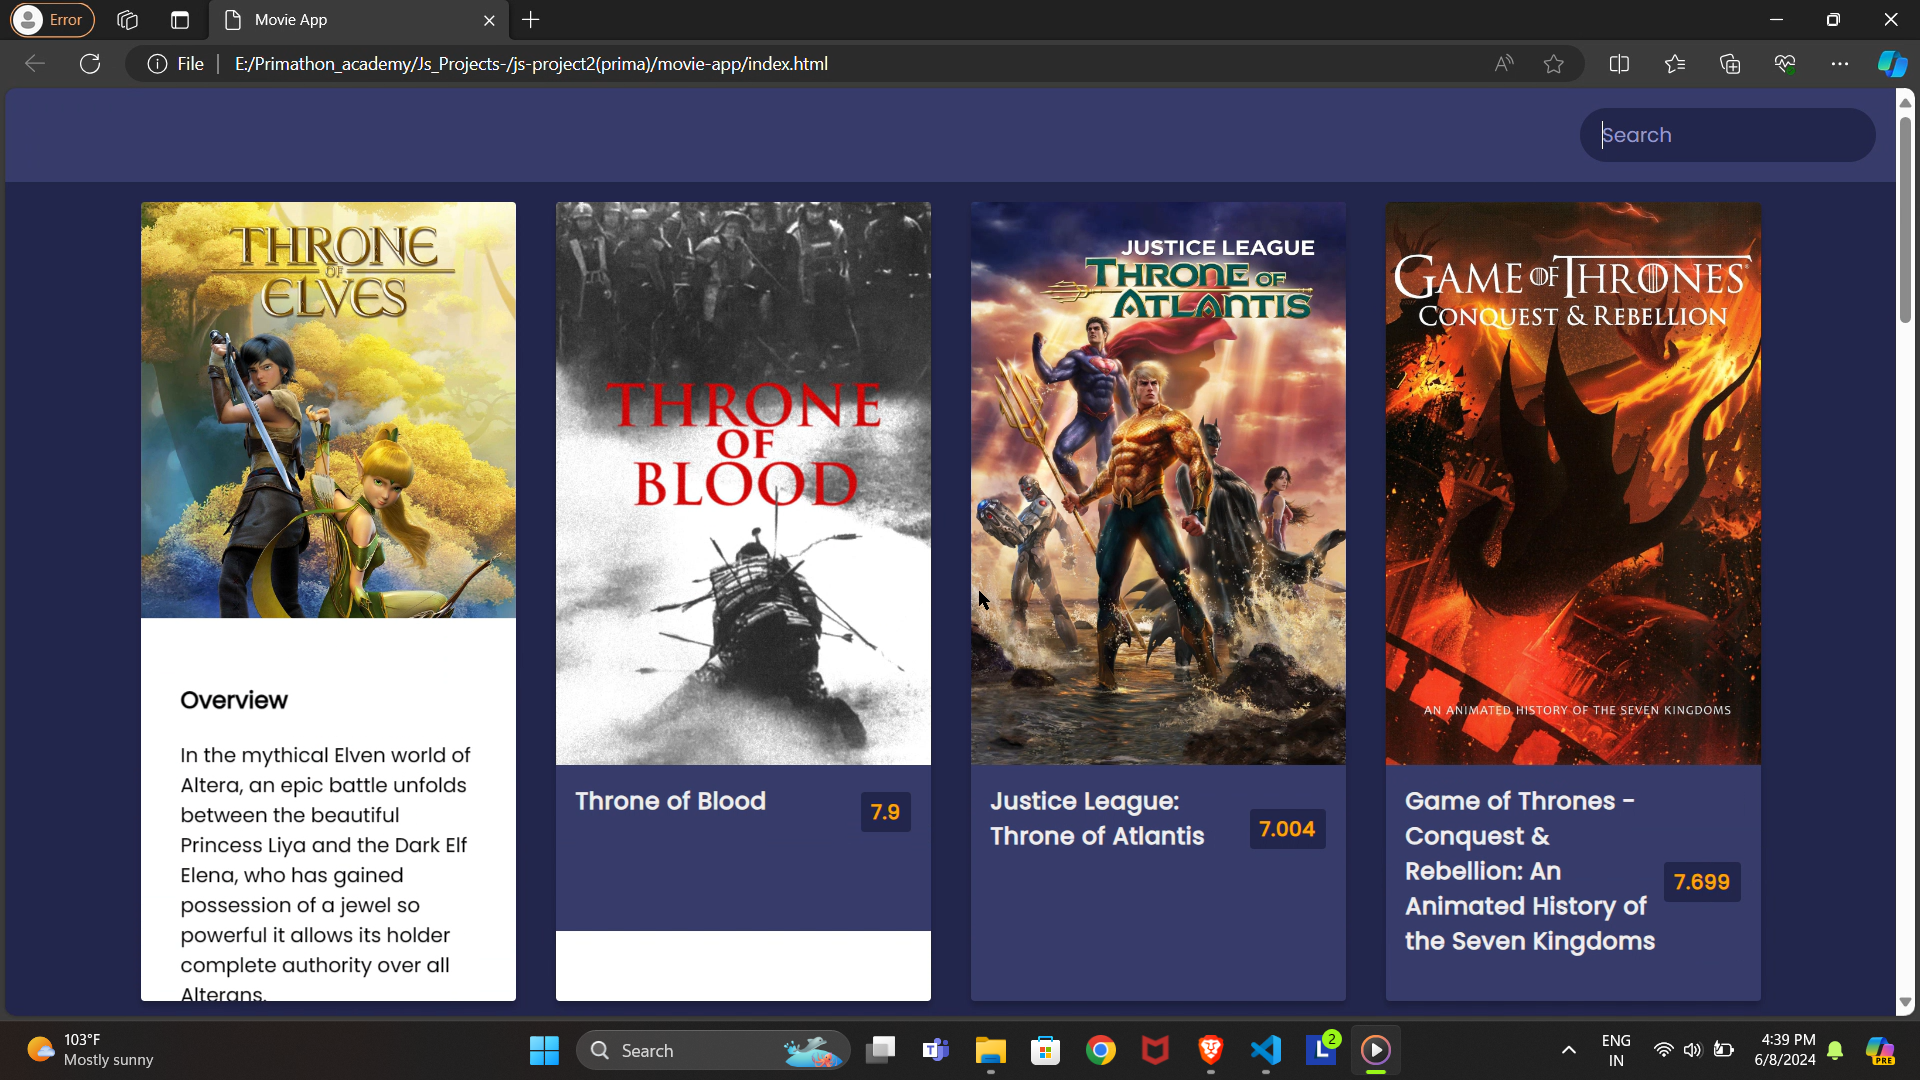 Error
Movie App
File
E:/Primathon_academy/Js_Projects-/js-project2(prima)/movie-app/index.html
Search
THRONE
OF
ELVES
Overview
In the mythical Elven world of
Altera, an epic battle unfolds
between the beautiful
Princess Liya and the Dark Elf
Elena, who has gained
possession of a jewel so
powerful it allows its holder
complete authority over all
Alterans.
THRONE
OF
BLOOD
Throne of Blood
7.9
JUSTICE LEAGUE
THRONE OF
ATLANTIS
Justice League:
Throne of Atlantis
7.004
GAME OF THRONES
CONQUEST & REBELLION
AN ANIMATED HISTORY OF THE SEVEN KINGDOMS
Game of Thrones -
Conquest &
Rebellion: An
Animated History of
the Seven Kingdoms
7.699
103°F
Mostly sunny
Search
T
L
2
ENG
IN
4:39 PM
6/8/2024
PRE